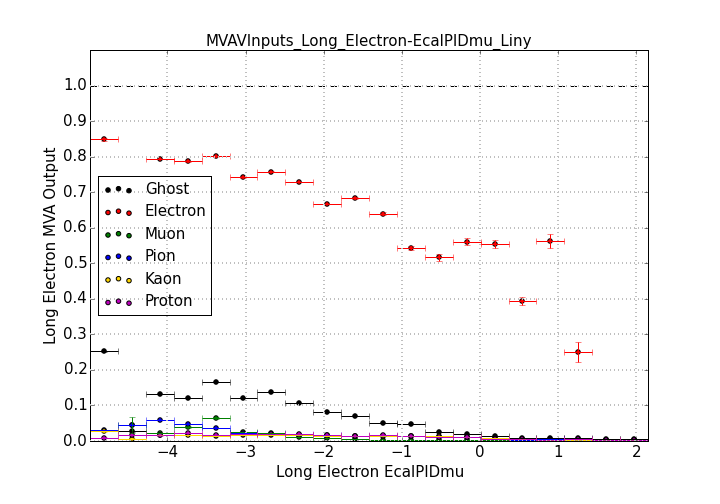 MVAVInputs_Long_Electron-EcalPIDmu_Liny
Long Electron MVA Output
1.0
0.9
0.8
0.7
0.6
0.5
0.4
0.3
0.2
0.1
0.0
Ghost
Electron
Muon
Pion
Kaon
Proton
−4 −3 −2 −1 0 1 2
Long Electron EcalPIDmu